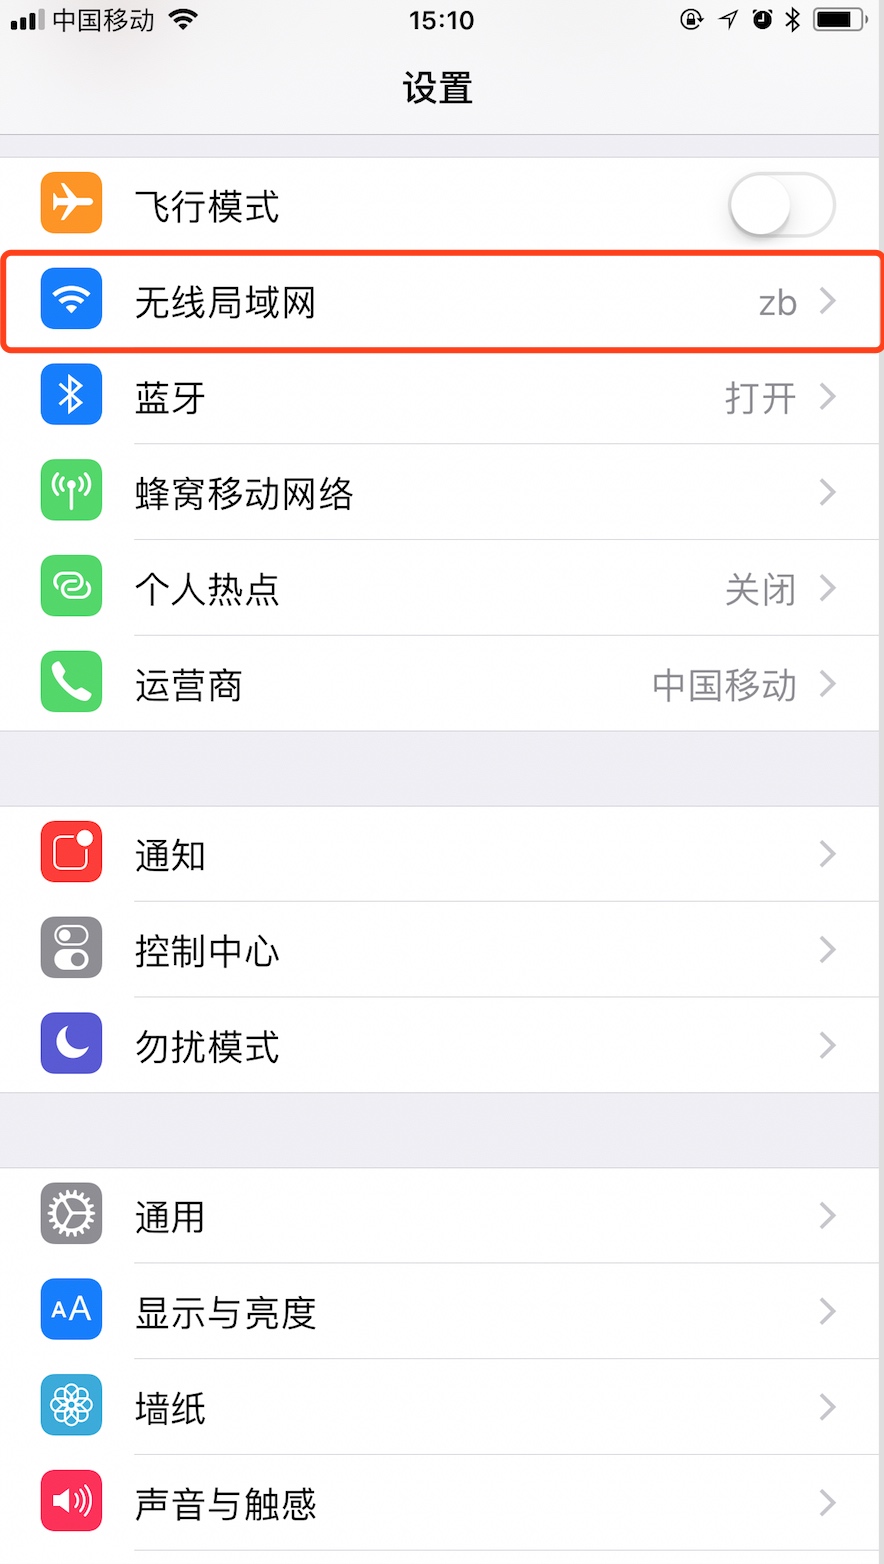 中国移动 15:10
设置
飞行模式
无线局域网 zb
蓝牙 打开
蜂窝移动网络
个人热点 关闭
运营商 中国移动
通知
控制中心
勿扰模式
通用
AA 显示与亮度
墙纸
声音与触感